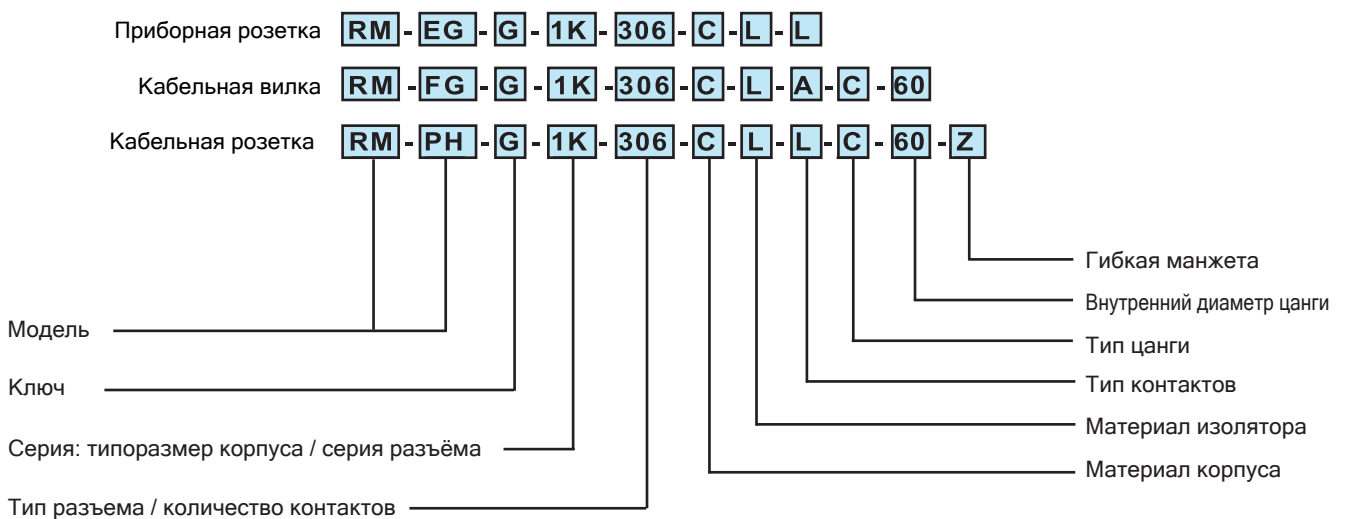 Приборная розетка RM - EG - G - 1K - 306 - C - L - L
Кабельная вилка RM - FG - G - 1K - 306 - C - L - A - C - 60
Кабельная розетка RM - PH - G - 1K - 306 - C - L - L - C - 60 - Z
Гибкая манжета
Внутренний диаметр цанги
Модель
Тип цанги
Ключ
Тип контактов
Материал изолятора
Серия: типоразмер корпуса / серия разъёма
Материал корпуса
Тип разъема / количество контактов